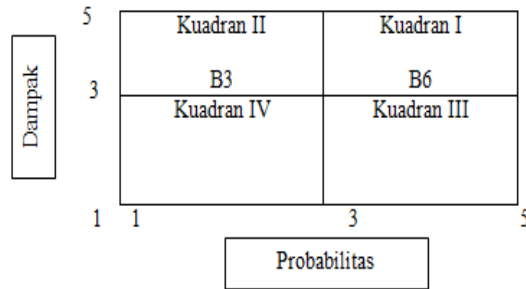 5
Kuadran II Kuadran I
Dampak
3
B3 B6
Kuadran IV Kuadran III
1 1 3 5
Probabilitas